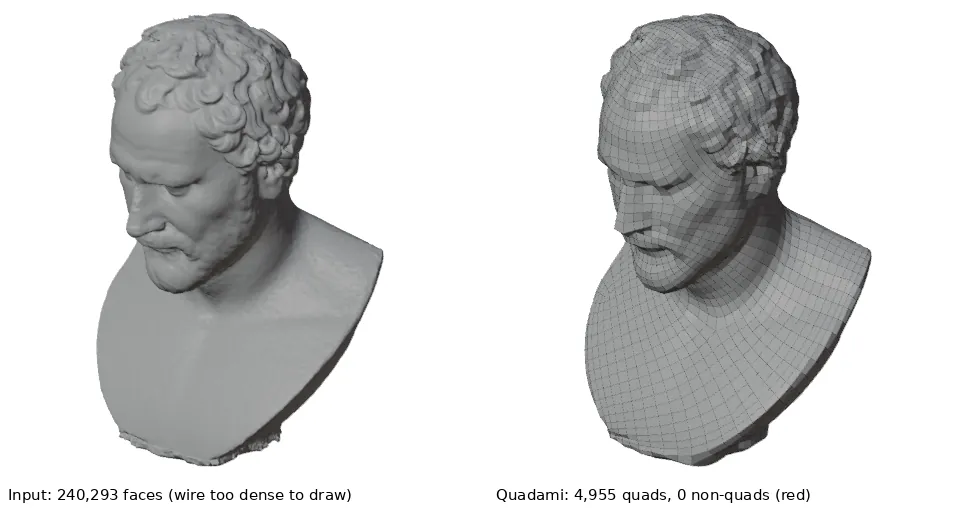 Input: 240,293 faces (wire too dense to draw)
Quadami: 4,955 quads, 0 non-quads (red)